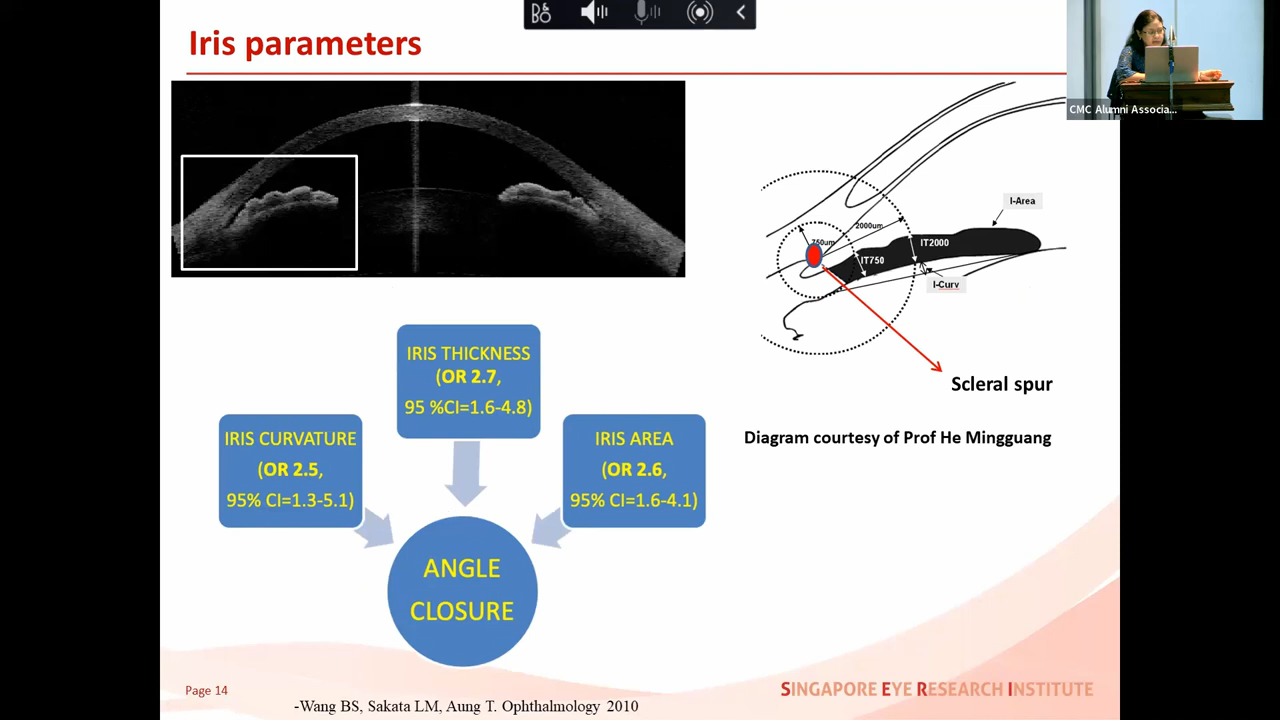 Iris parameters
CMC Alumni Associa...
I-Area
2000um
750um
IT2000
IT750
I-Curv
Scleral spur
Diagram courtesy of Prof He Mingguang
IRIS THICKNESS
(OR 2.7,
95 %CI=1.6-4.8)
IRIS CURVATURE
(OR 2.5,
95% CI=1.3-5.1)
IRIS AREA
(OR 2.6,
95% CI=1.6-4.1)
ANGLE
CLOSURE
Page 14
SINGAPORE EYE RESEARCH INSTITUTE
-Wang BS, Sakata LM, Aung T. Ophthalmology 2010